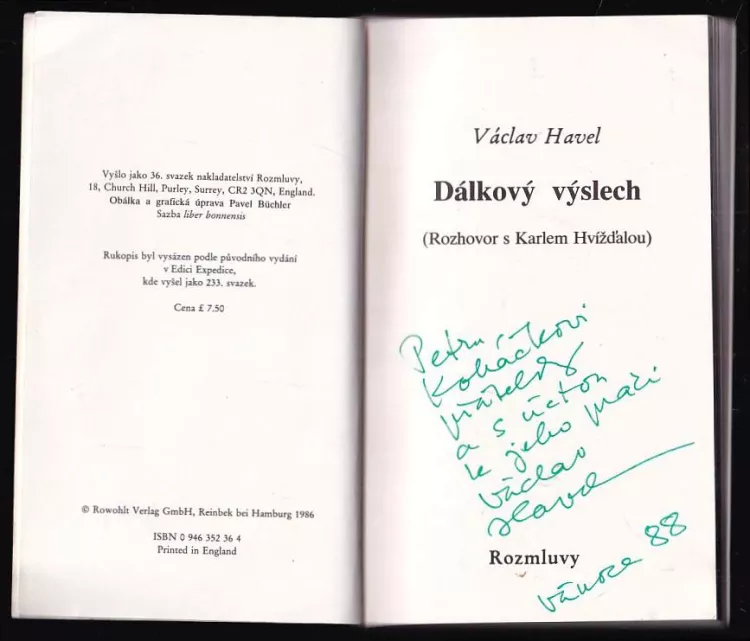 Vyšlo jako 36. svazek nakladatelství Rozmluvy,
18, Church Hill, Purley, Surrey, CR2 3QN, England.
Obálka a grafická úprava Pavel Büchler
Sazba liber bonnensis
Rukopis byl vysázen podle původního vydání
v Edici Expedice,
kde vyšel jako 233. svazek.
Cena £ 7.50
© Rowohlt Verlag GmbH, Reinbek bei Hamburg 1986
ISBN 0 946 352 36 4
Printed in England
Václav Havel
Dálkový výslech
(Rozhovor s Karlem Hvížďalou)
Petru
přátelsky
a s úctou
k jeho práci
Václav
Havel
Rozmluvy
vánoce 88